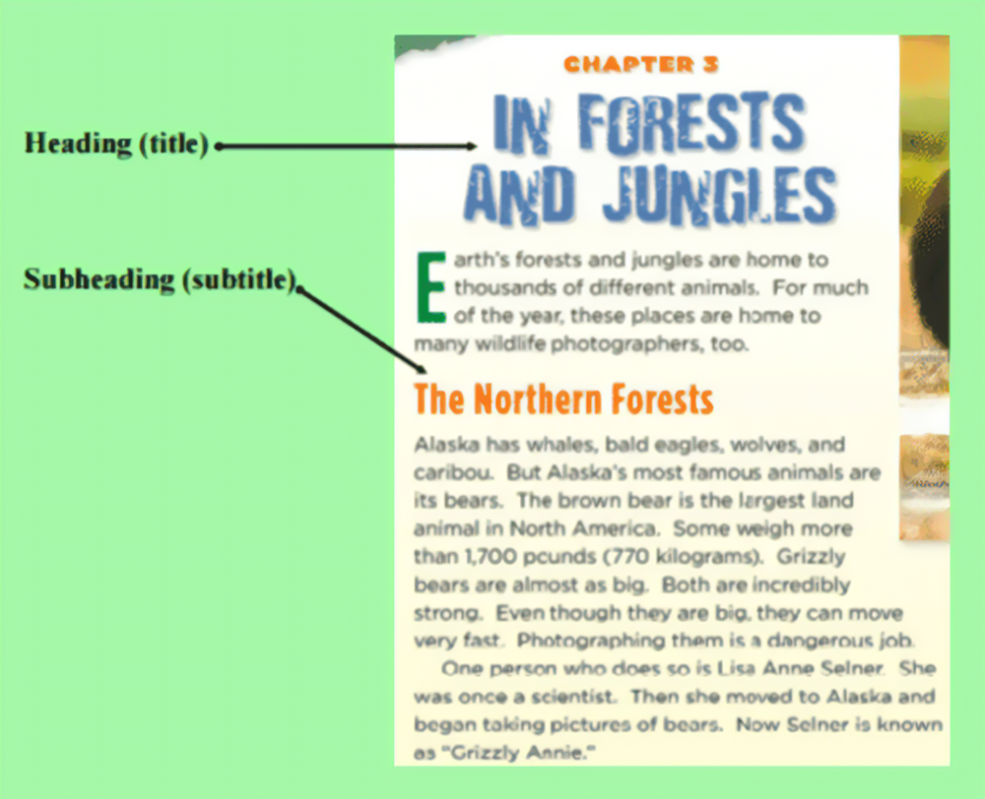 CHAPTER 3
IN FORESTS
AND JUNGLES
Heading (title)
Subheading (subtitle)
Earth's forests and jungles are home to
thousands of different animals. For much
of the year, these places are home to
many wildlife photographers, too.
The Northern Forests
Alaska has whales, bald eagles, wolves, and
caribou. But Alaska's most famous animals are
its bears. The brown bear is the largest land
animal in North America. Some weigh more
than 1,700 pounds (770 kilograms). Grizzly
bears are almost as big. Both are incredibly
strong. Even though they are big, they can move
very fast. Photographing them is a dangerous job.
One person who does so is Lisa Anne Selner. She
was once a scientist. Then she moved to Alaska and
began taking pictures of bears. Now Selner is known
as "Grizzly Annie."